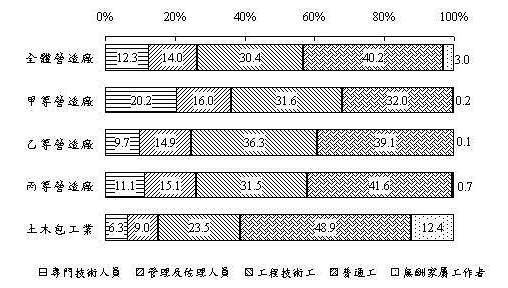 0% 20% 40% 60% 80% 100%
全體營造廠 12.3 14.0 30.4 40.2 3.0
甲等營造廠 20.2 16.0 31.6 32.0 0.2
乙等營造廠 9.7 14.9 36.3 39.1 0.1
丙等營造廠 11.1 15.1 31.5 41.6 0.7
土木包工業 6.3 9.0 23.5 48.9 12.4
專門技術人員 管理及佐理人員 工程技術工 普通工 無酬家屬工作者